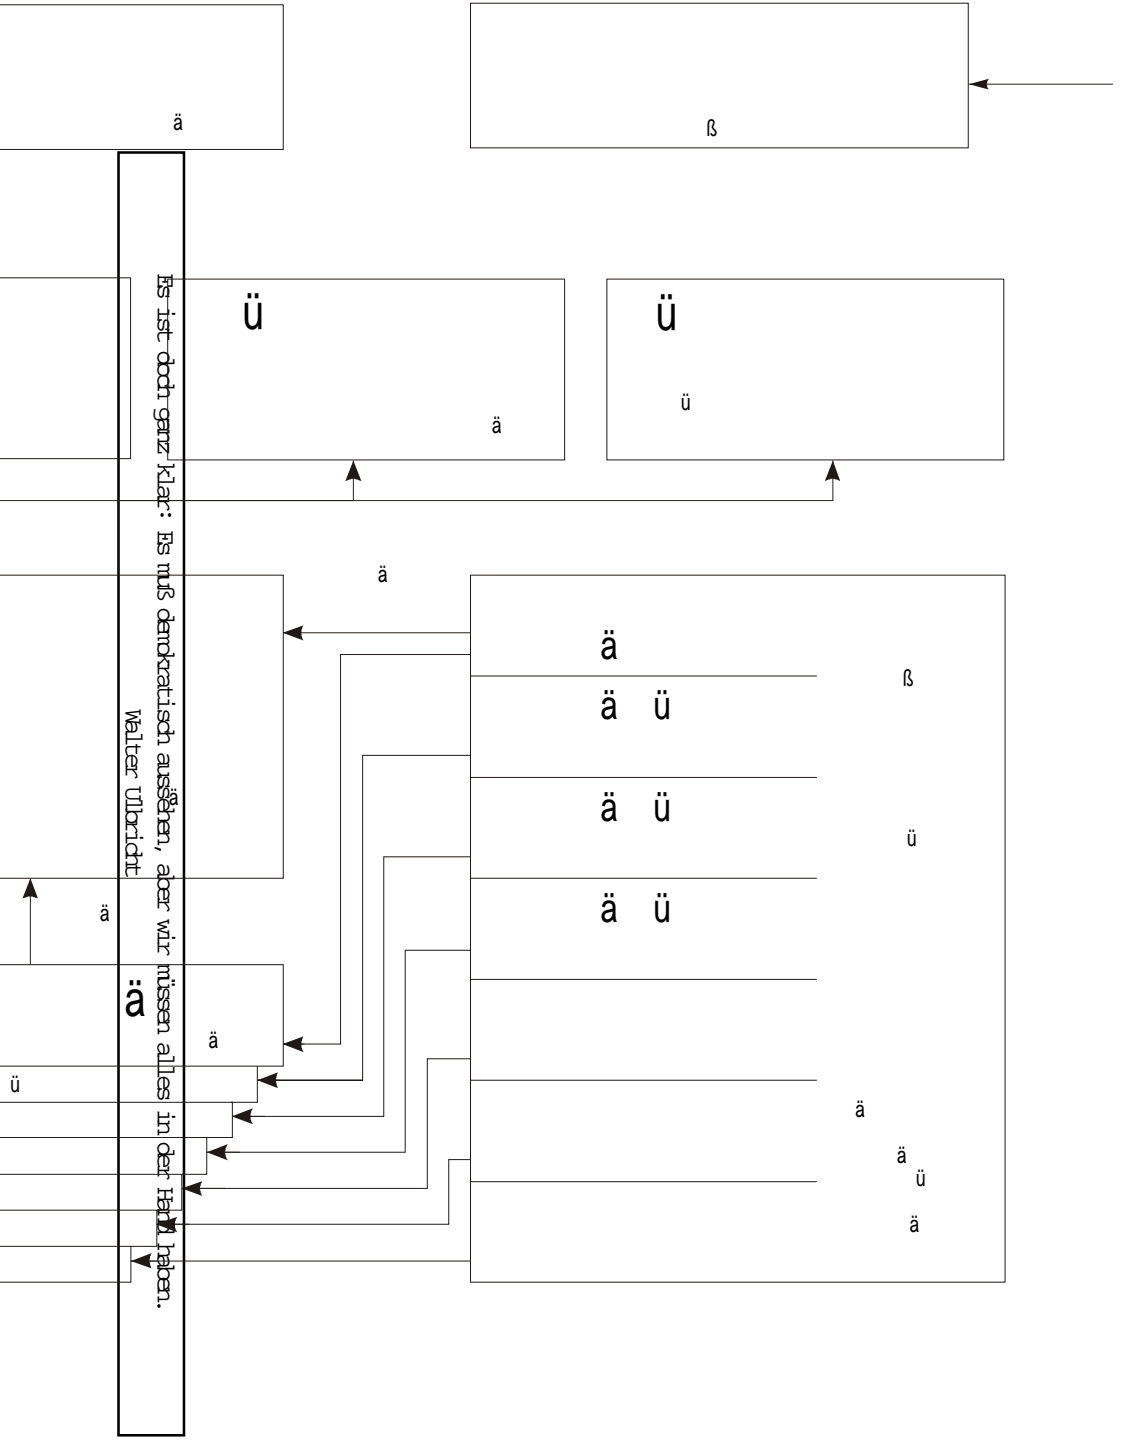 ä
ß
ü
ü
ü
ä
ä
ä
ß
ä ü
ä
ä ü
ü
ä
ä ü
ä
ä
ü
ä
ä
ü
ä
Es ist doch ganz klar: Es muß demokratisch aussehen, aber wir müssen alles in der Hand haben.
Walter Ulbricht